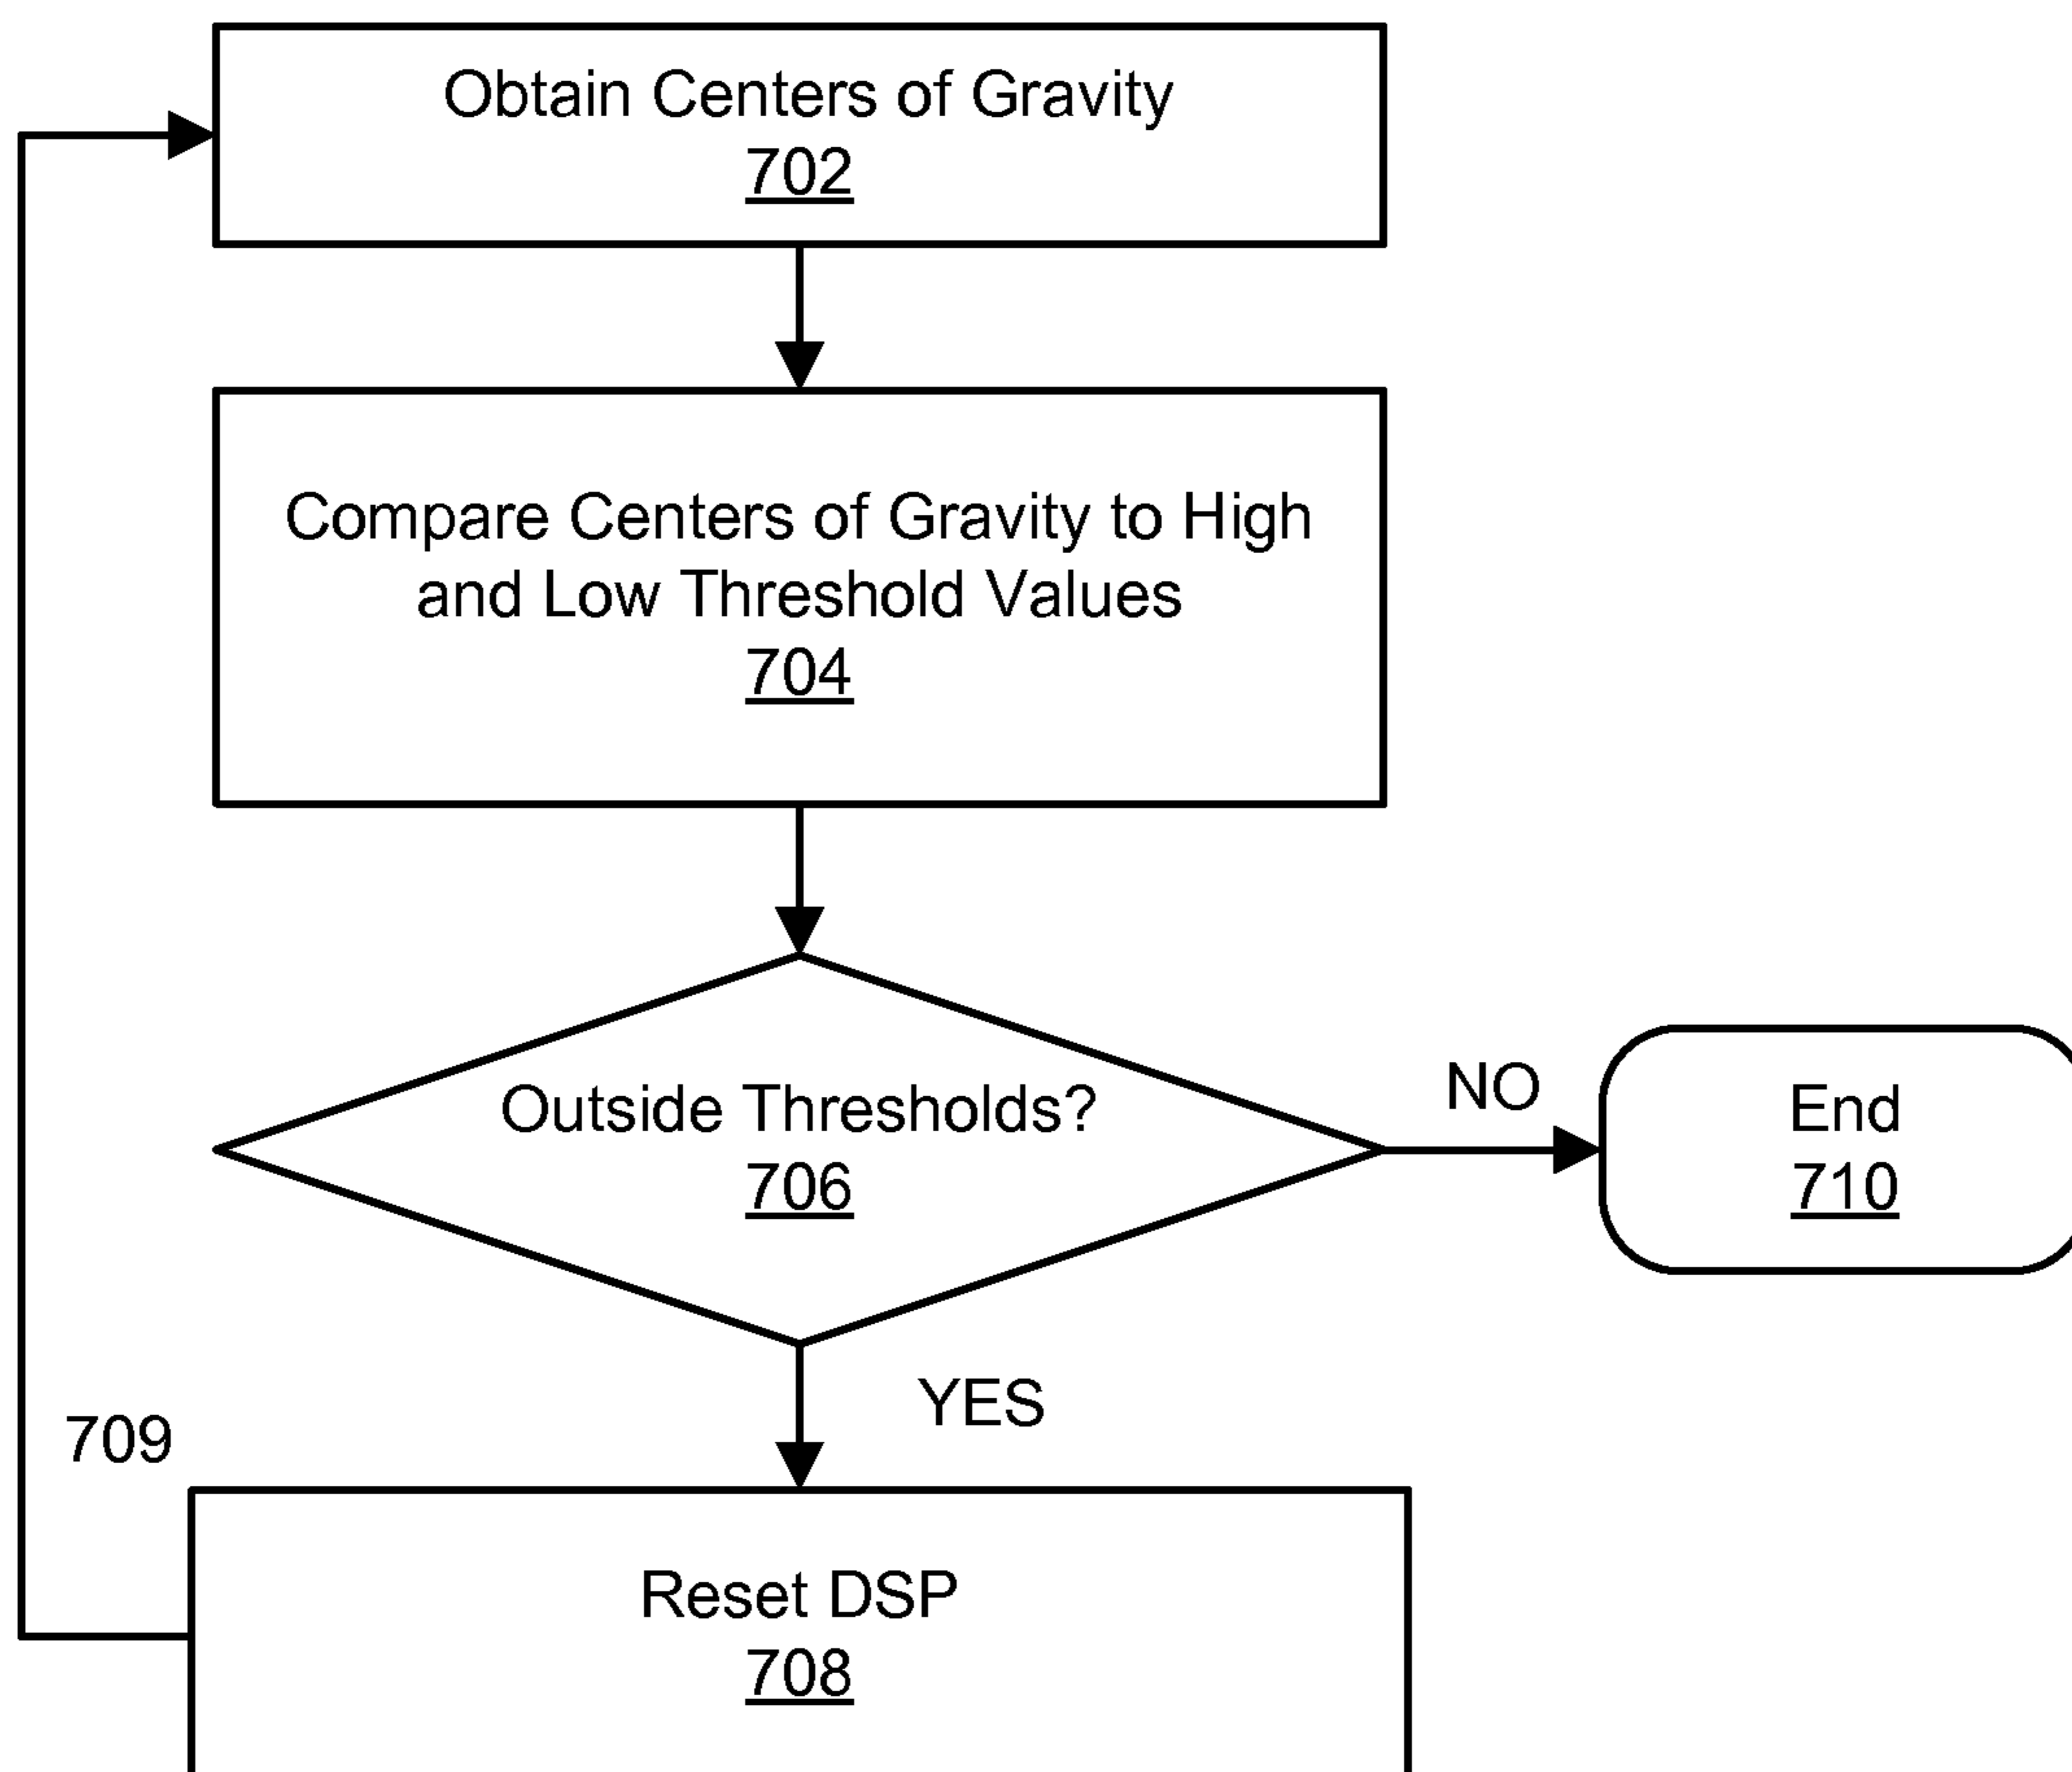 Obtain Centers of Gravity
702
Compare Centers of Gravity to High
and Low Threshold Values
704
Outside Thresholds?
706
NO
End
710
YES
709
Reset DSP
708